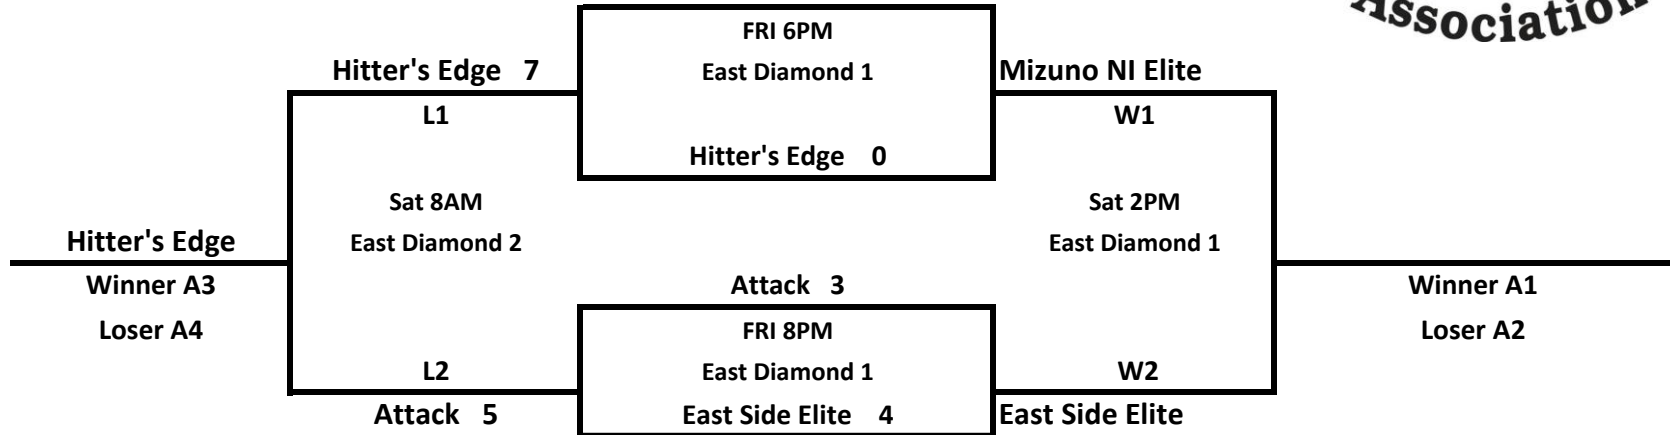 Association
FRI 6PM
Hitter's Edge 7
East Diamond 1
Mizuno NI Elite
L1
W1
Hitter's Edge 0
Sat 8AM
Sat 2PM
Hitter's Edge
East Diamond 2
East Diamond 1
Winner A3
Attack 3
Winner A1
Loser A4
FRI 8PM
Loser A2
L2
East Diamond 1
W2
Attack 5
East Side Elite 4
East Side Elite